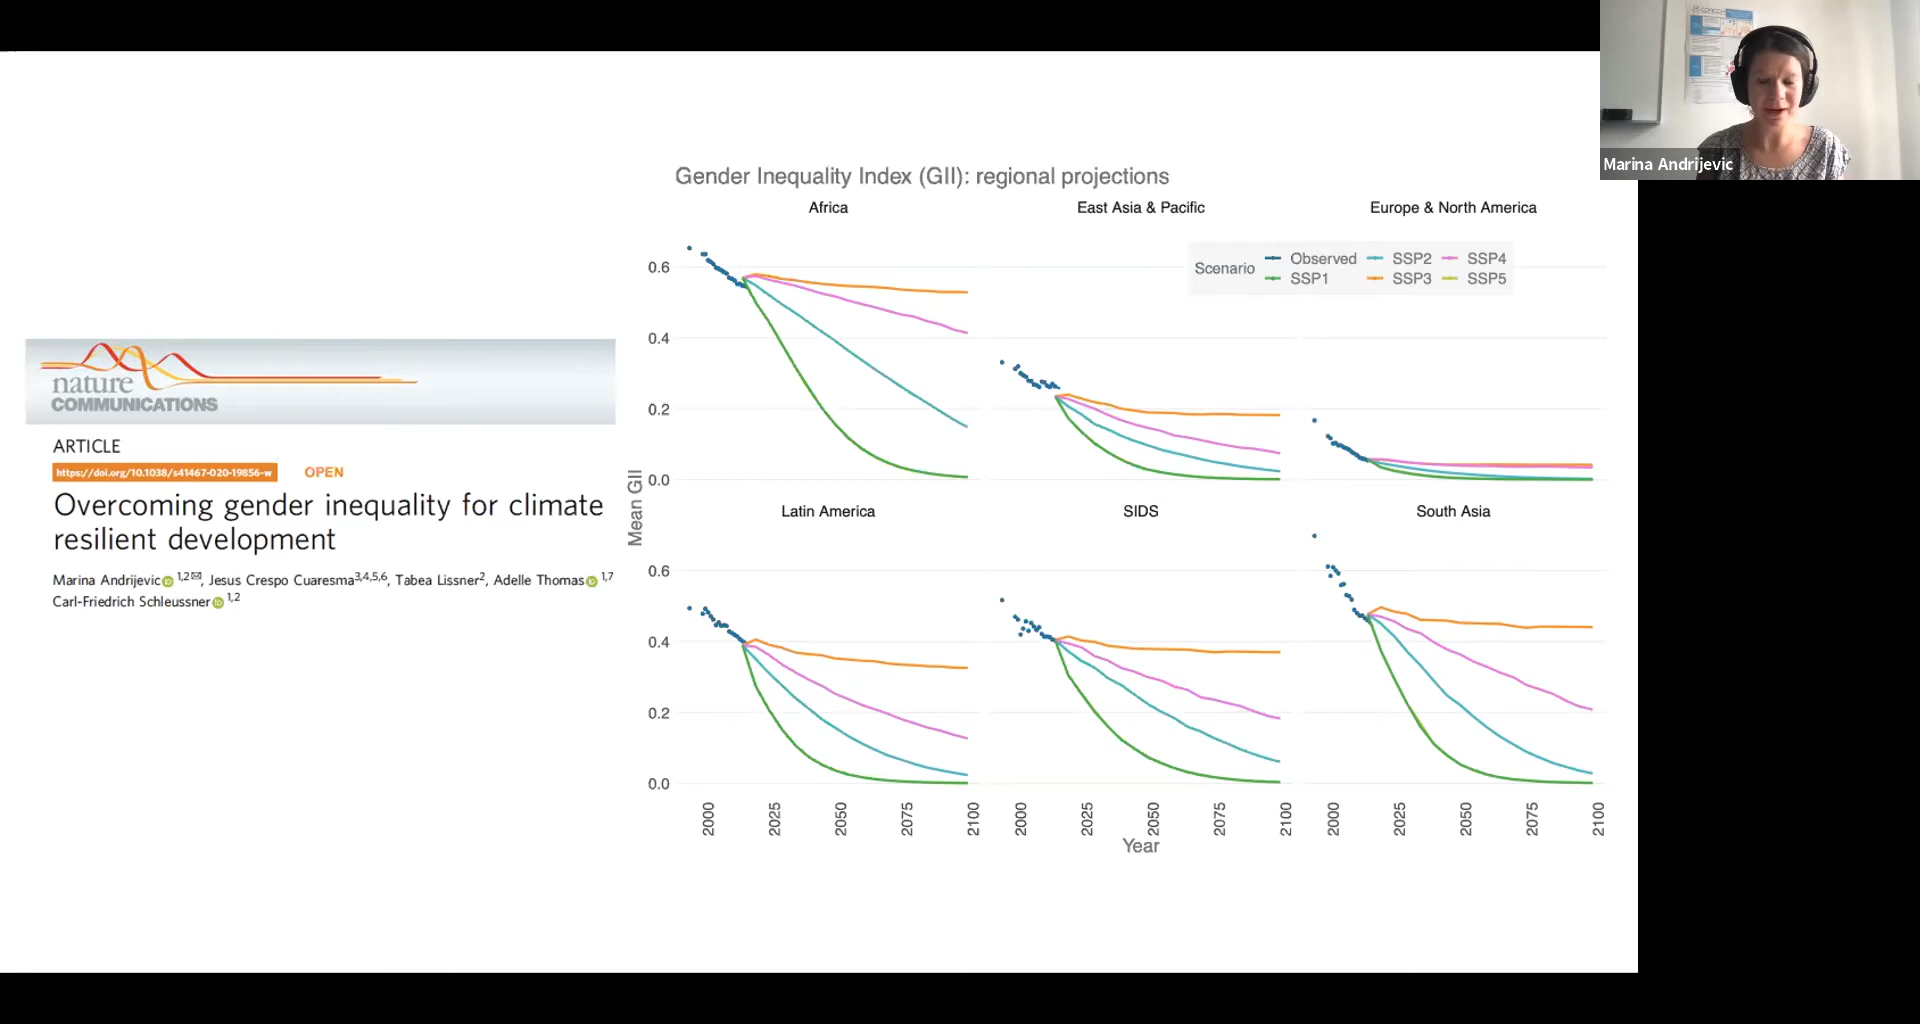 Marina Andrijevic
nature
COMMUNICATIONS
ARTICLE
https://doi.org/10.1038/s41467-020-19856-w OPEN
Overcoming gender inequality for climate
resilient development
Marina Andrijevic 1,2✉, Jesus Crespo Cuaresma3,4,5,6, Tabea Lissner2, Adelle Thomas 1,7
Carl-Friedrich Schleussner 1,2
Gender Inequality Index (GII): regional projections
Africa East Asia & Pacific Europe & North America
Scenario Observed SSP2 SSP4
SSP1 SSP3 SSP5
0.6
0.4
0.2
0.0
Mean GII
Latin America SIDS South Asia
0.6
0.4
0.2
0.0
2000 2025 2050 2075 2100 2000 2025 2050 2075 2100 2000 2025 2050 2075 2100
Year